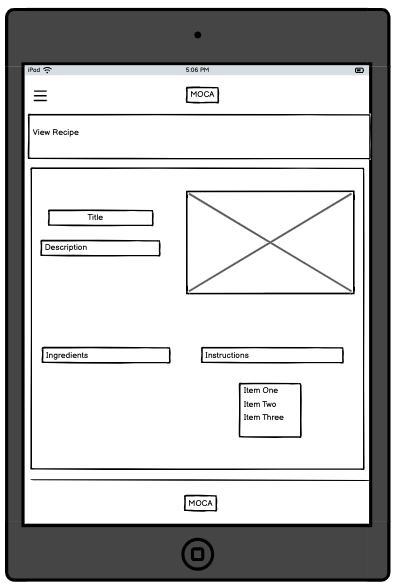 iPad
5:06 PM
MOCA
View Recipe
Title
Description
Ingredients
Instructions
Item One
Item Two
Item Three
MOCA